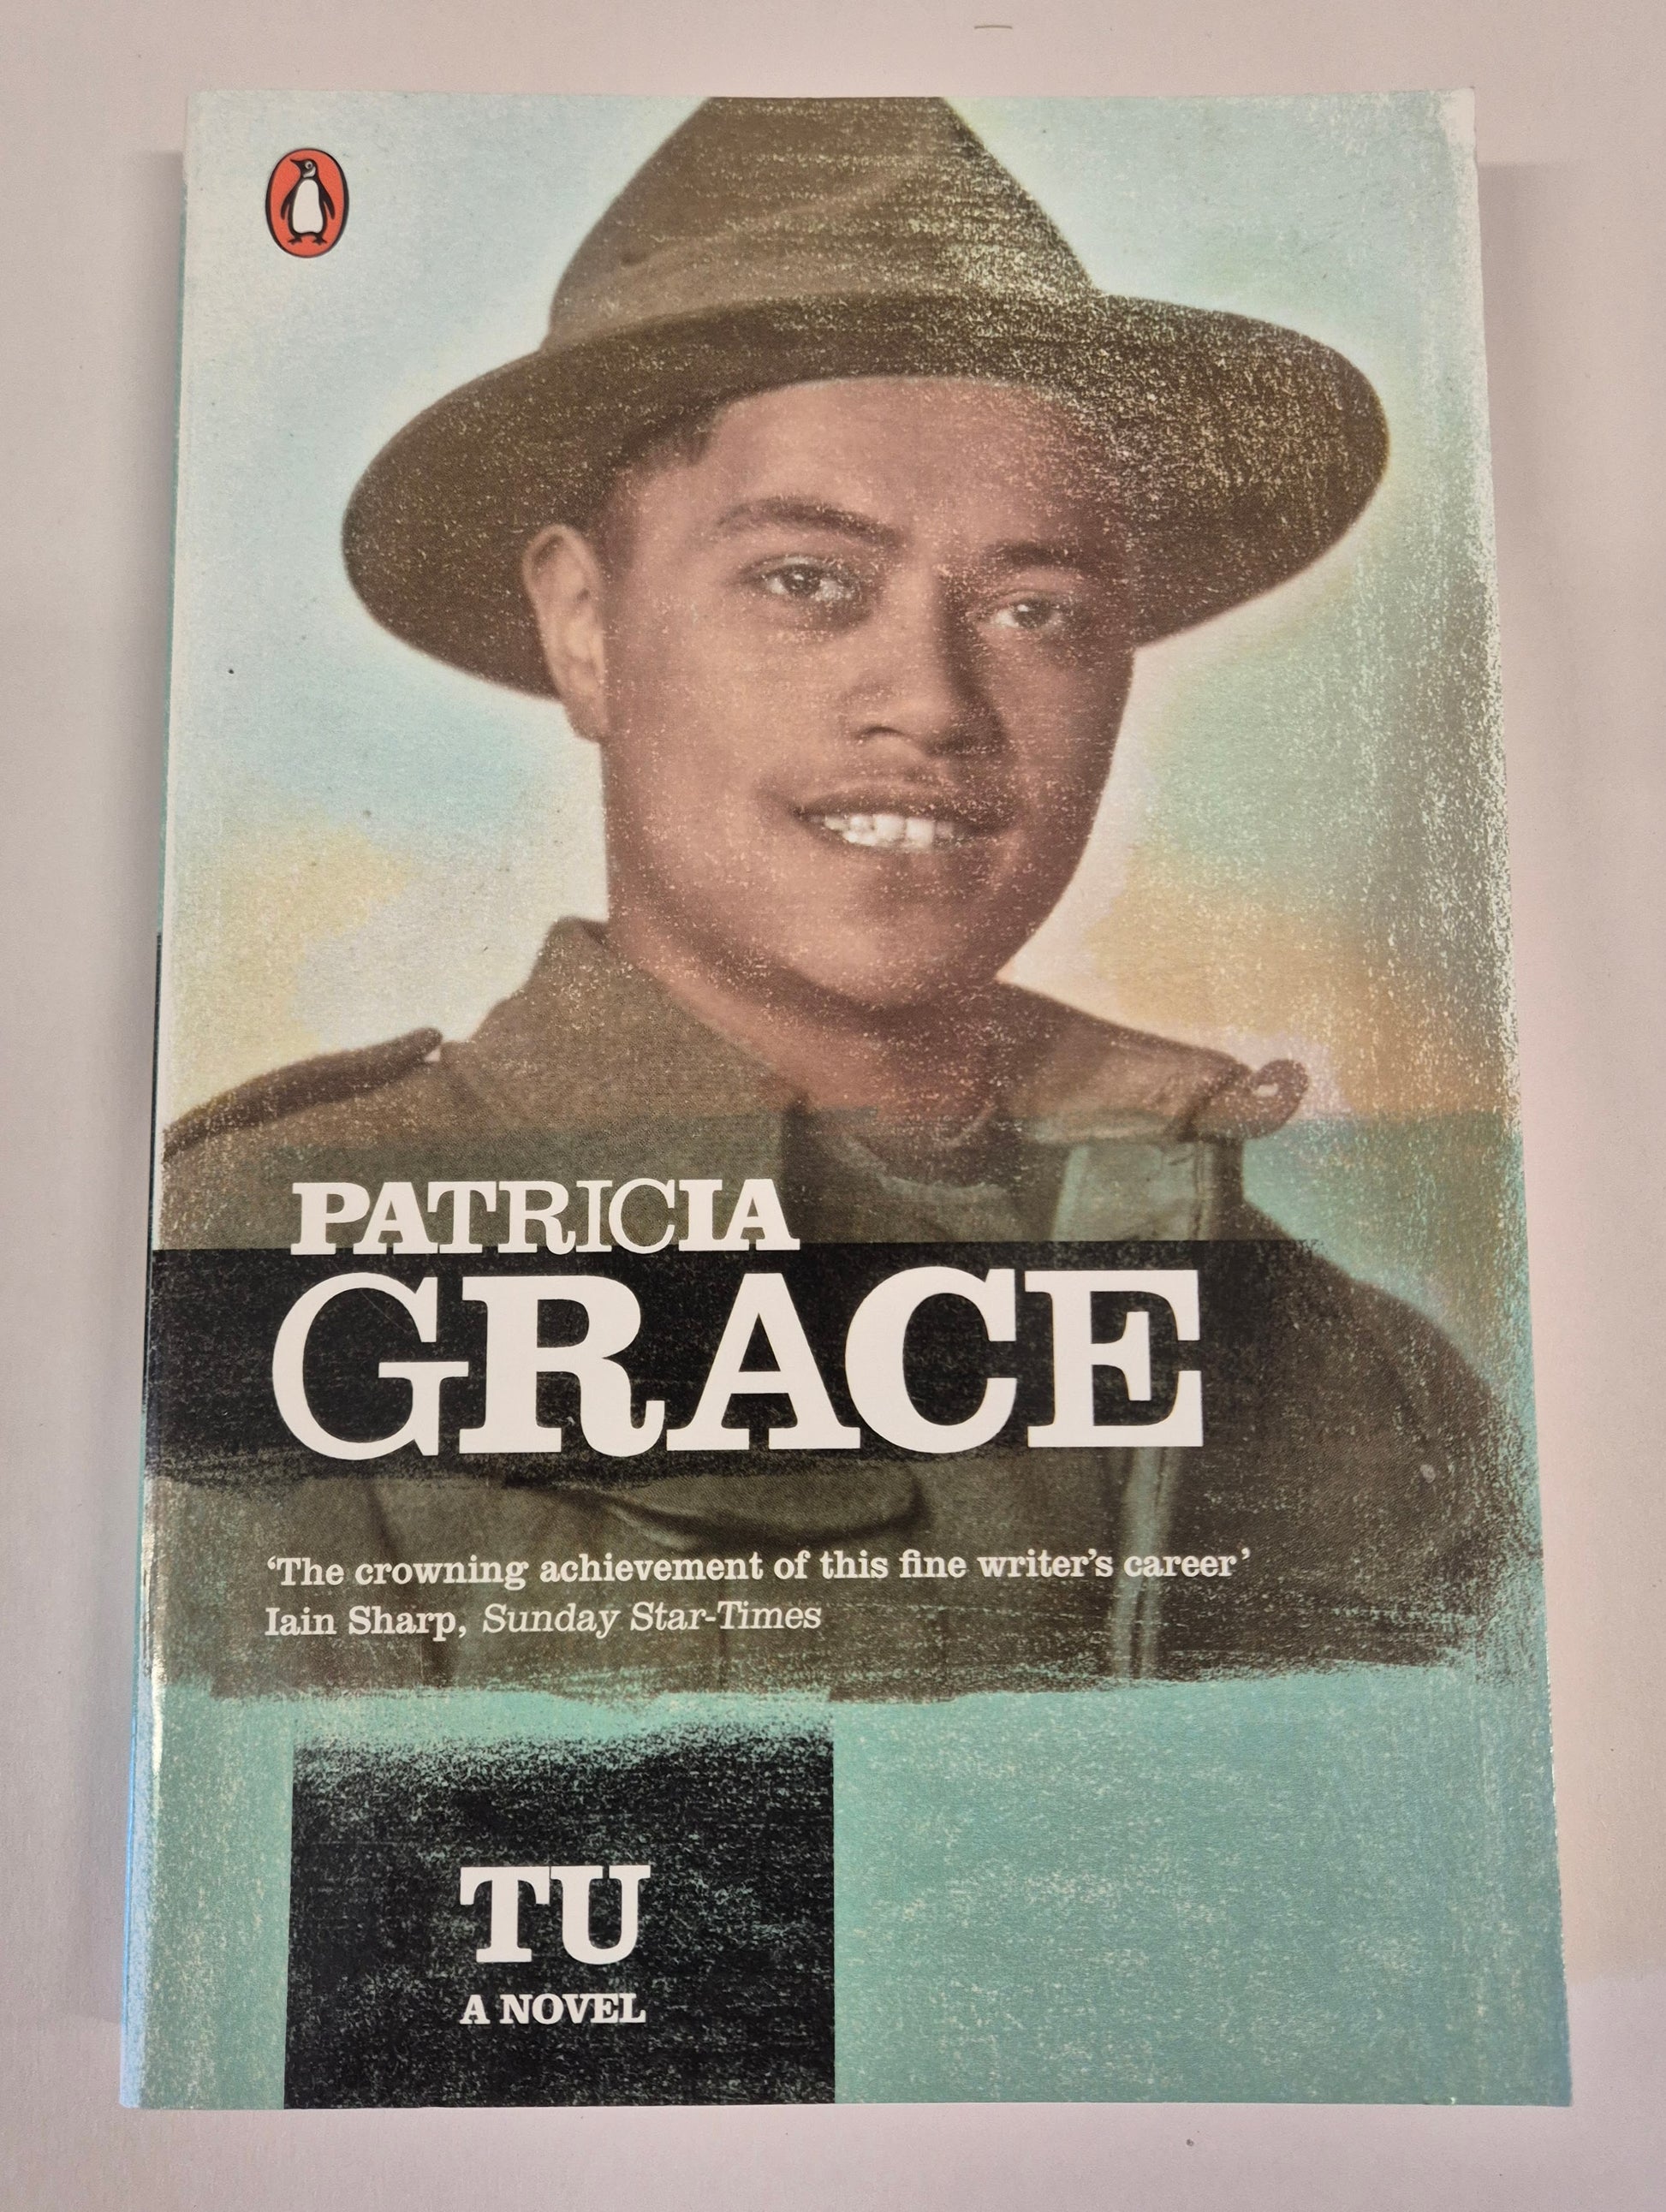 PATRICIA
GRACE
‘The crowning achievement of this fine writer’s career’
Iain Sharp, Sunday Star-Times
TU
A NOVEL